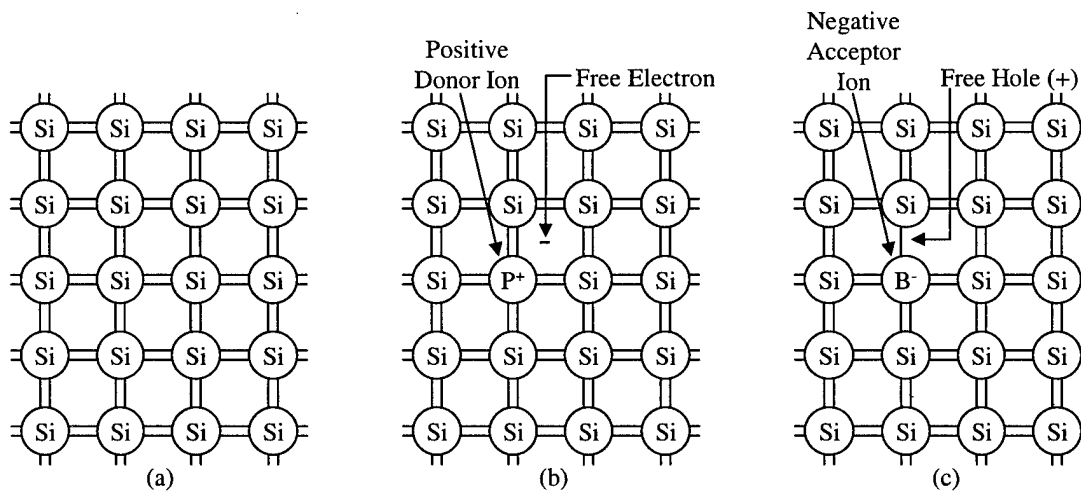 Positive
Donor Ion
Free Electron
Negative
Acceptor
Ion
Free Hole (+)
Si Si Si Si
Si Si Si Si
Si Si Si Si
Si Si Si Si
Si Si Si Si
(a)
Si Si Si Si
Si Si Si Si
-
Si P⁺ Si Si
Si Si Si Si
Si Si Si Si
(b)
Si Si Si Si
Si Si Si Si
Si B⁻ Si Si
Si Si Si Si
Si Si Si Si
(c)